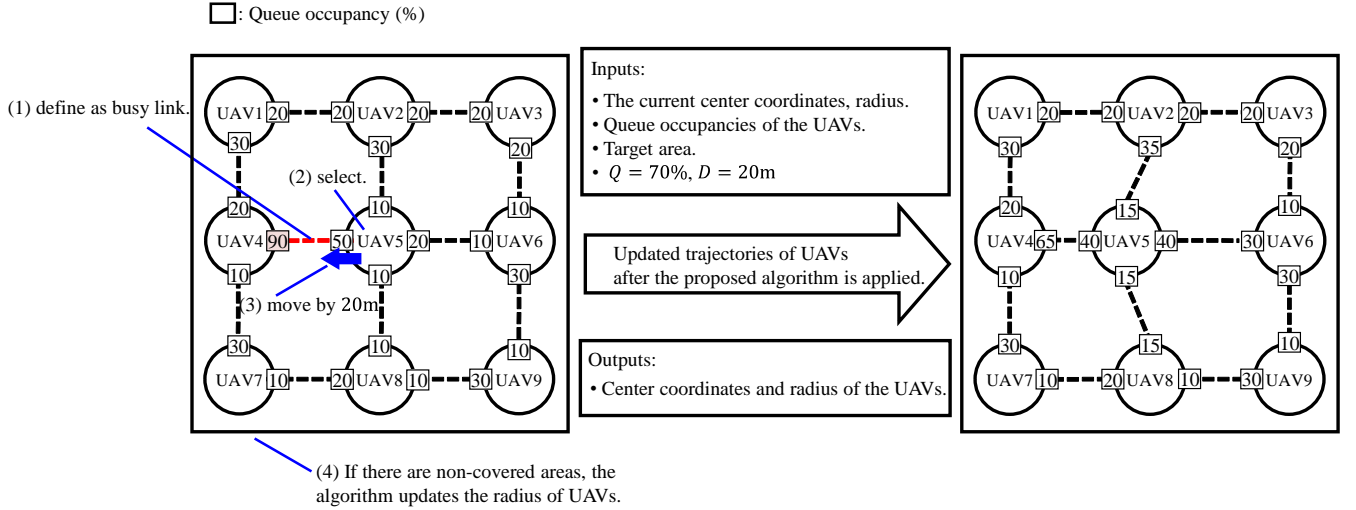 : Queue occupancy (%)
(1) define as busy link.
UAV1 20 20 UAV2 20 20 UAV3
30 30 20
(2) select.
20 10 10
UAV4 90 50 UAV5 20 10 UAV6
10 10 30
(3) move by 20m
30 10 10
UAV7 10 20 UAV8 10 30 UAV9
(4) If there are non-covered areas, the
algorithm updates the radius of UAVs.
Inputs:
• The current center coordinates, radius.
• Queue occupancies of the UAVs.
• Target area.
• Q = 70%, D = 20m
Updated trajectories of UAVs
after the proposed algorithm is applied.
Outputs:
• Center coordinates and radius of the UAVs.
UAV1 20 20 UAV2 20 20 UAV3
30 35 20
20 15 10
UAV4 65 40 UAV5 40 30 UAV6
10 15 30
30 15 10
UAV7 10 20 UAV8 10 30 UAV9